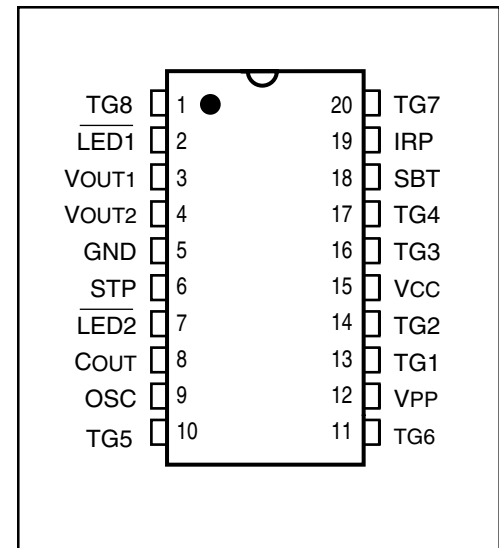 TG8 1 20 TG7
LED1 2 19 IRP
VOUT1 3 18 SBT
VOUT2 4 17 TG4
GND 5 16 TG3
STP 6 15 VCC
LED2 7 14 TG2
COUT 8 13 TG1
OSC 9 12 VPP
TG5 10 11 TG6